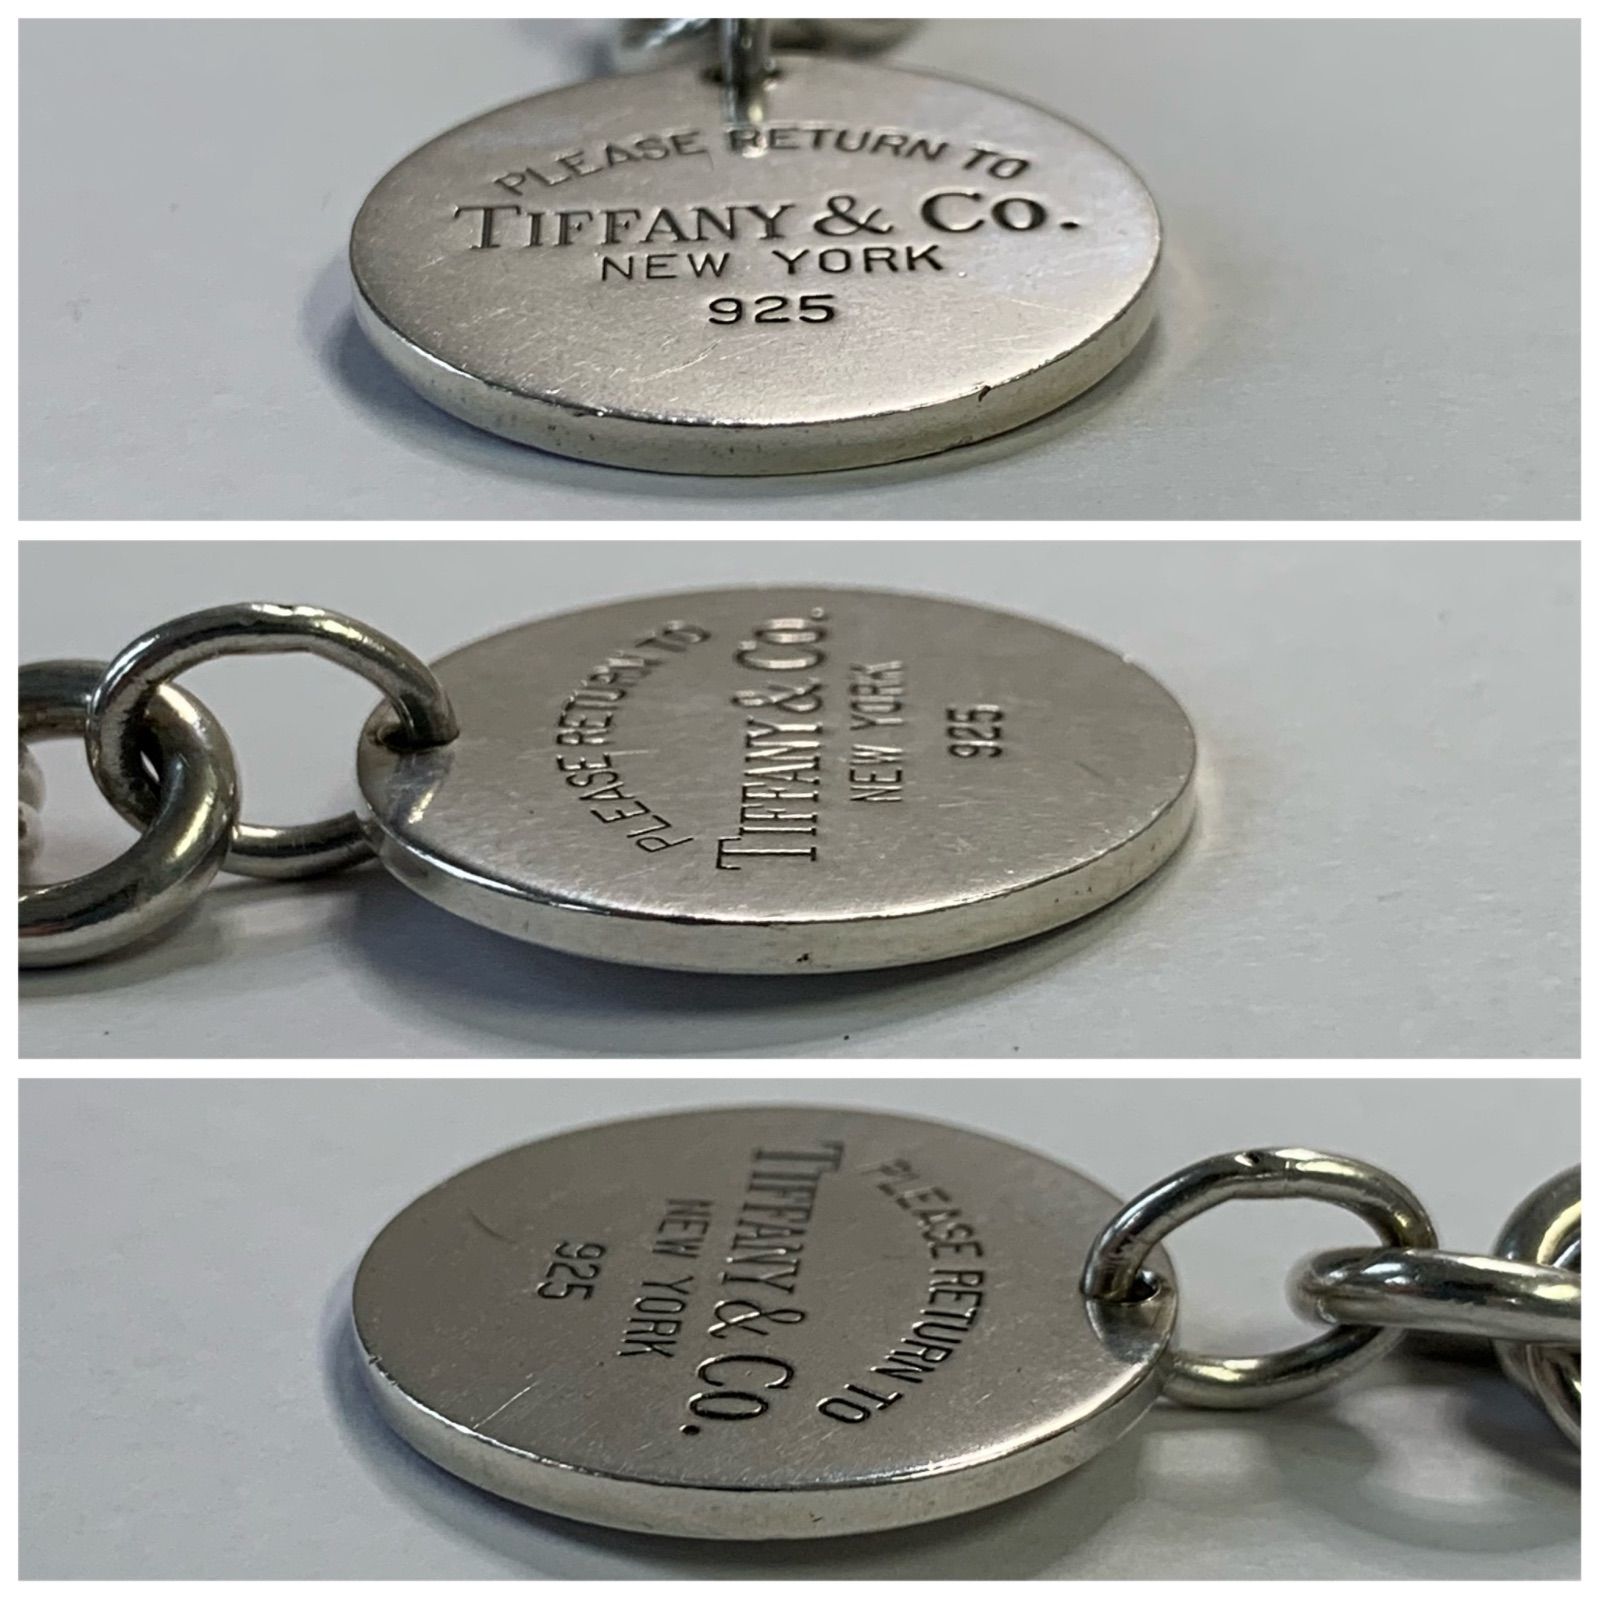 PLEASE RETURN TO
TIFFANY & CO.
NEW YORK
925
PLEASE RETURN TO
TIFFANY & CO.
NEW YORK
925
PLEASE RETURN TO
TIFFANY & CO.
NEW YORK
925